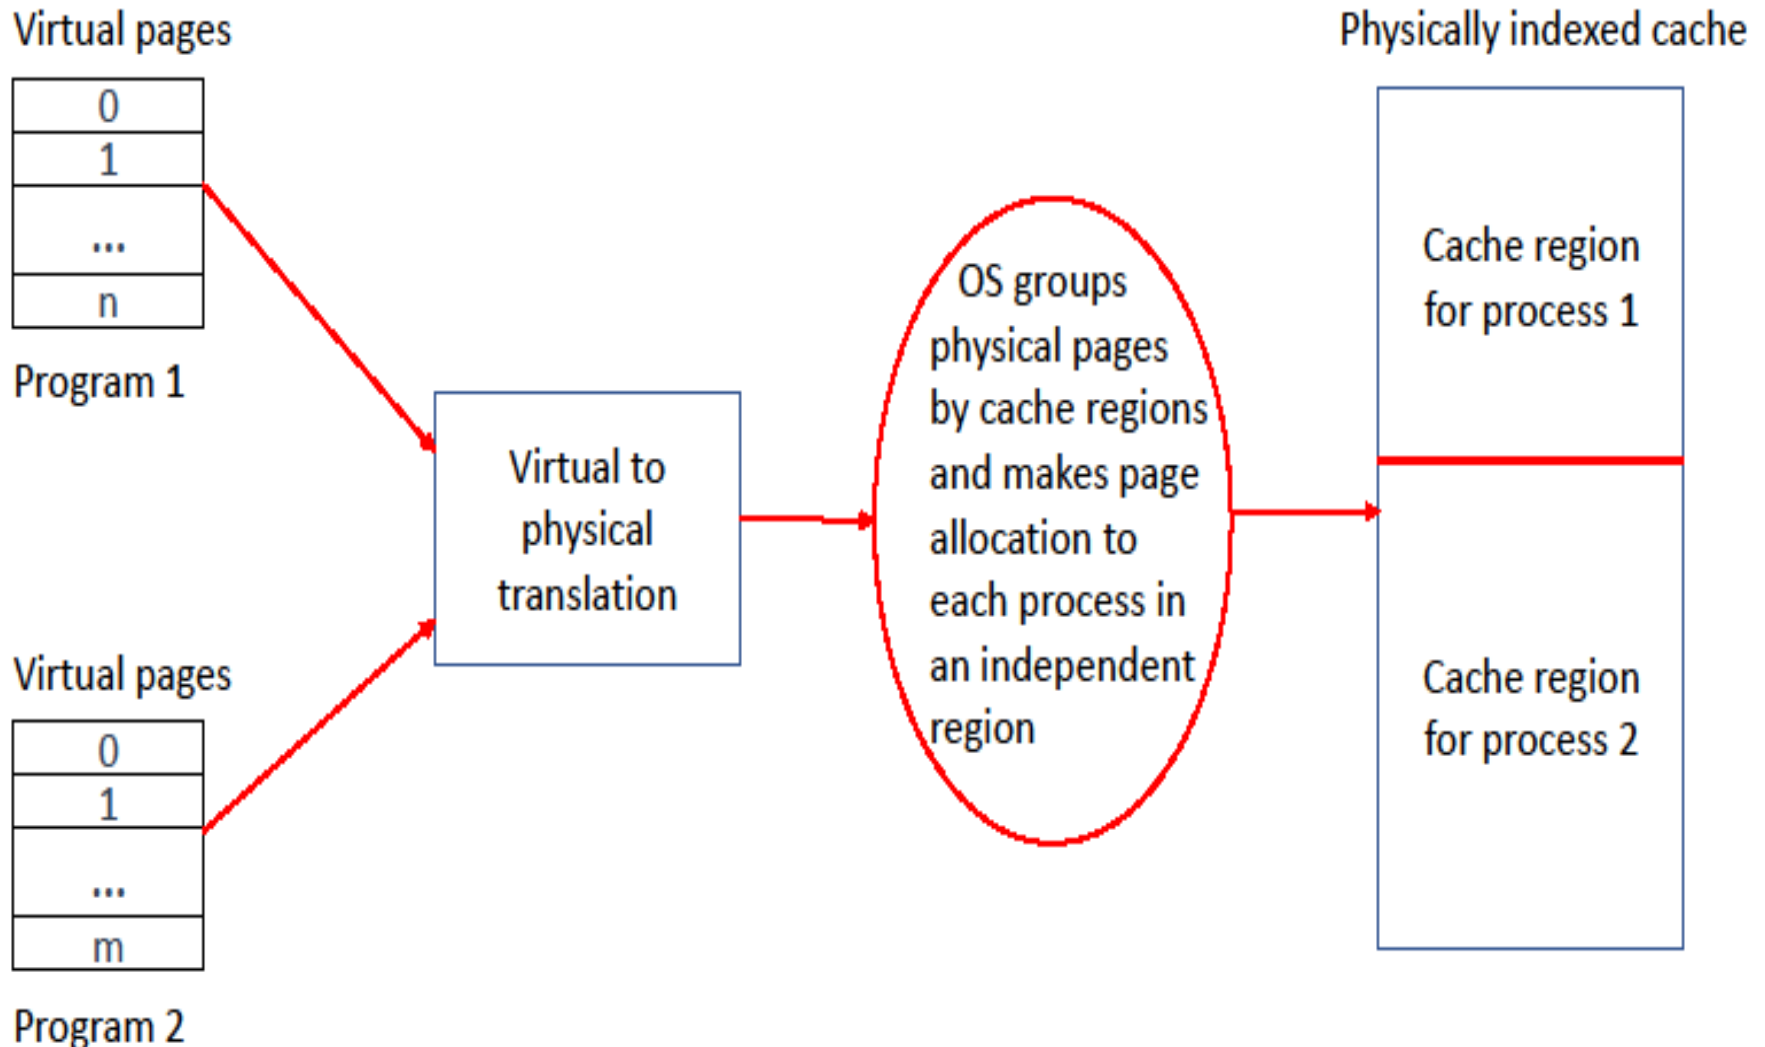 Virtual pages
0
1
...
n
Program 1
Virtual pages
0
1
...
m
Program 2
Virtual to
physical
translation
OS groups
physical pages
by cache regions
and makes page
allocation to
each process in
an independent
region
Physically indexed cache
Cache region
for process 1
Cache region
for process 2